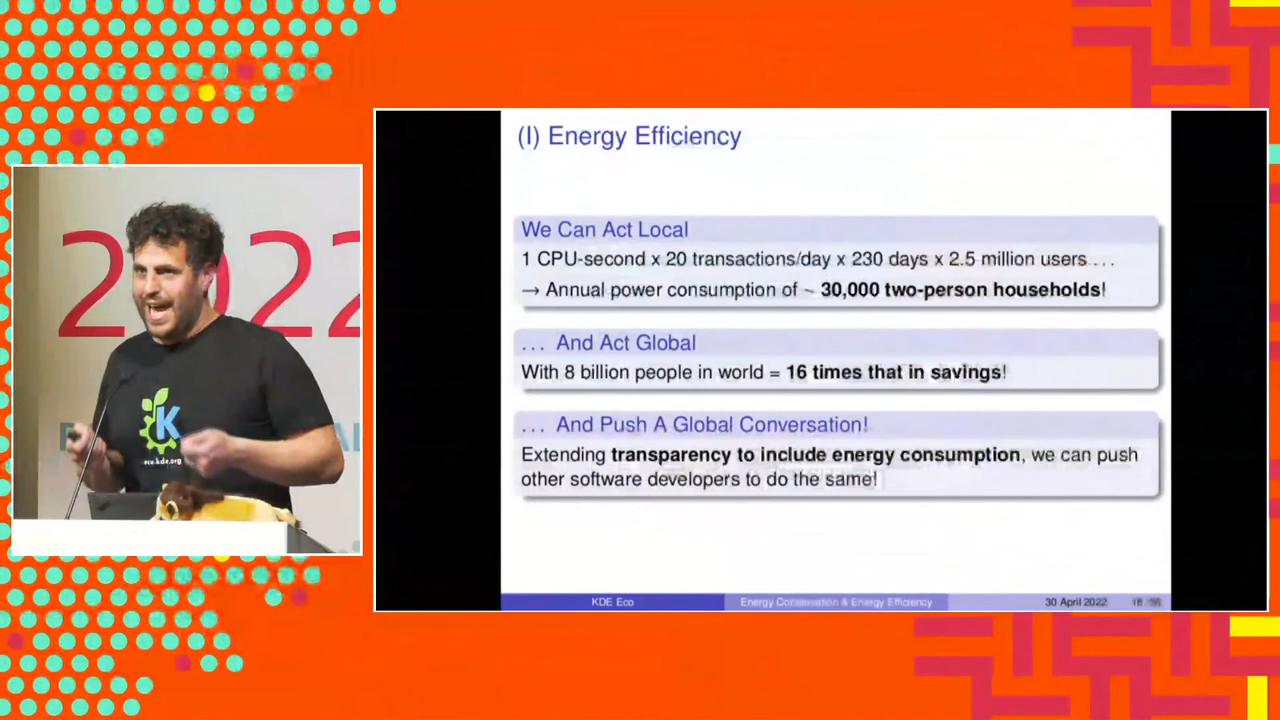 2022
K
eco.kde.org
(I) Energy Efficiency
We Can Act Local
1 CPU-second x 20 transactions/day x 230 days x 2.5 million users....
→ Annual power consumption of ~ 30,000 two-person households!
... And Act Global
With 8 billion people in world = 16 times that in savings!
... And Push A Global Conversation!
Extending transparency to include energy consumption, we can push
other software developers to do the same!
KDE Eco
Energy Conservation & Energy Efficiency
30 April 2022